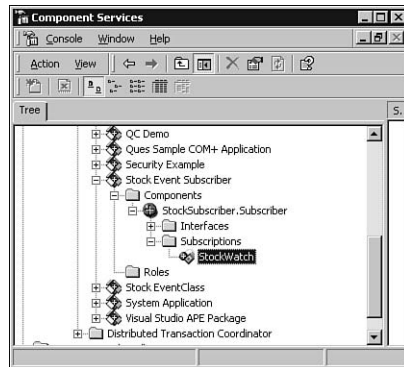 Component Services
Console Window Help
Action View
Tree
S.
QC Demo
Ques Sample COM+ Application
Security Example
Stock Event Subscriber
Components
StockSubscriber.Subscriber
Interfaces
Subscriptions
StockWatch
Roles
Stock EventClass
System Application
Visual Studio APE Package
Distributed Transaction Coordinator